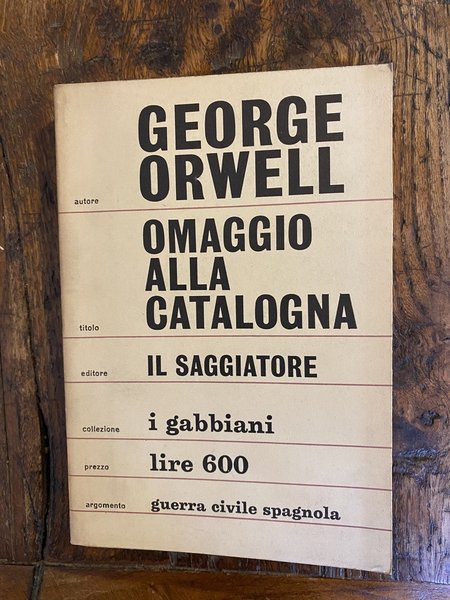 GEORGE
ORWELL
autore
OMAGGIO
ALLA
CATALOGNA
titolo
editore IL SAGGIATORE
collezione i gabbiani
prezzo lire 600
argomento guerra civile spagnola